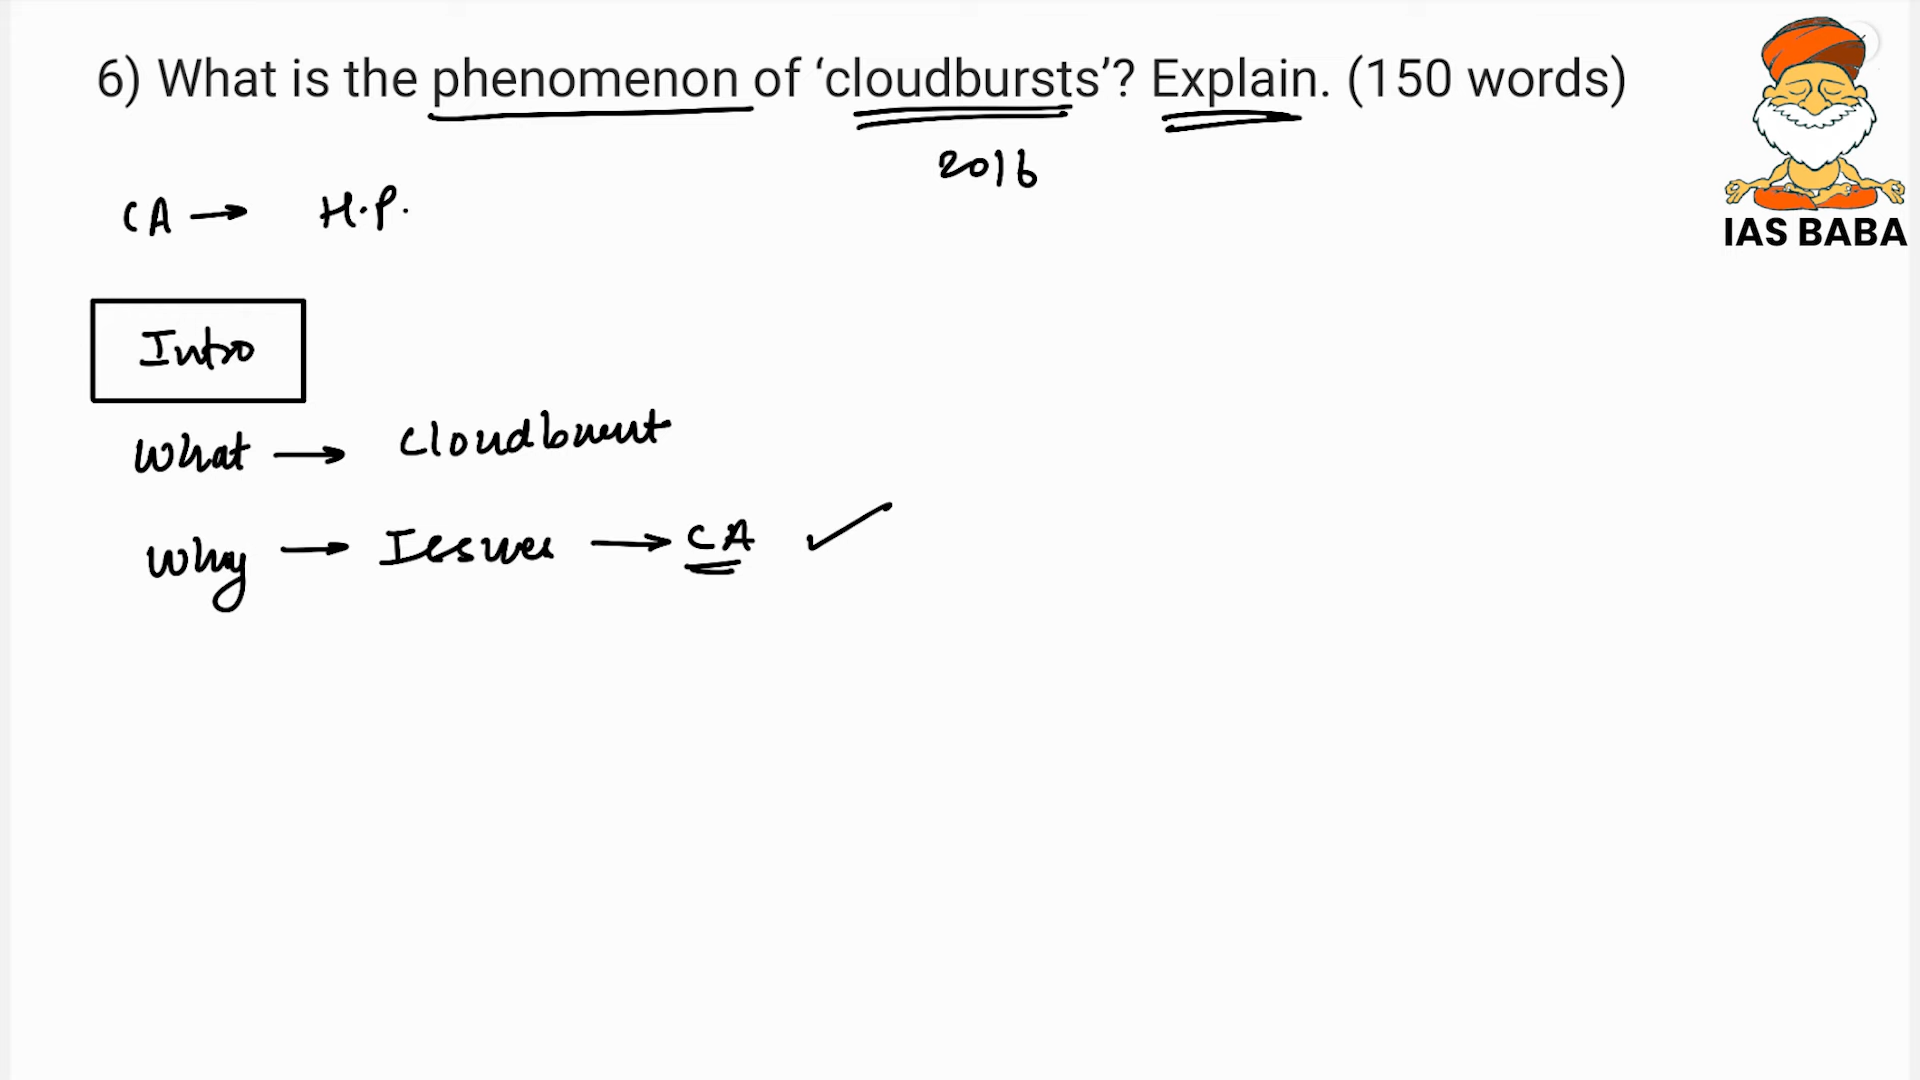 6) What is the phenomenon of ‘cloudbursts’? Explain. (150 words)
2016
CA → H.P.
IAS BABA
Intro
What → Cloudburst
Why → Issues → CA ✓